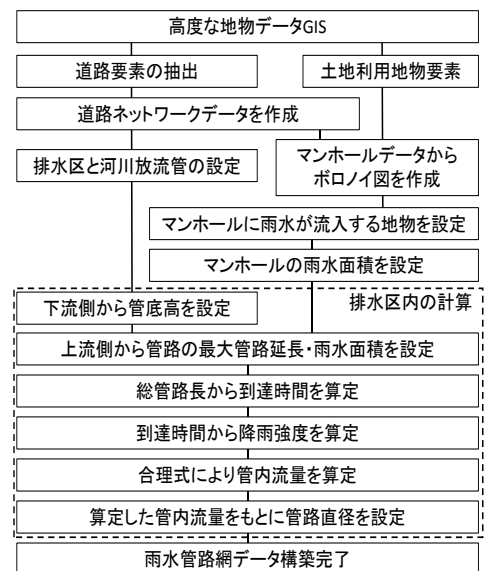 高度な地物データGIS
道路要素の抽出
土地利用地物要素
道路ネットワークデータを作成
排水区と河川放流管の設定
マンホールデータから
ボロノイ図を作成
マンホールに雨水が流入する地物を設定
マンホールの雨水面積を設定
排水区内の計算
下流側から管底高を設定
上流側から管路の最大管路延長・雨水面積を設定
総管路長から到達時間を算定
到達時間から降雨強度を算定
合理式により管内流量を算定
算定した管内流量をもとに管路直径を設定
雨水管路網データ構築完了